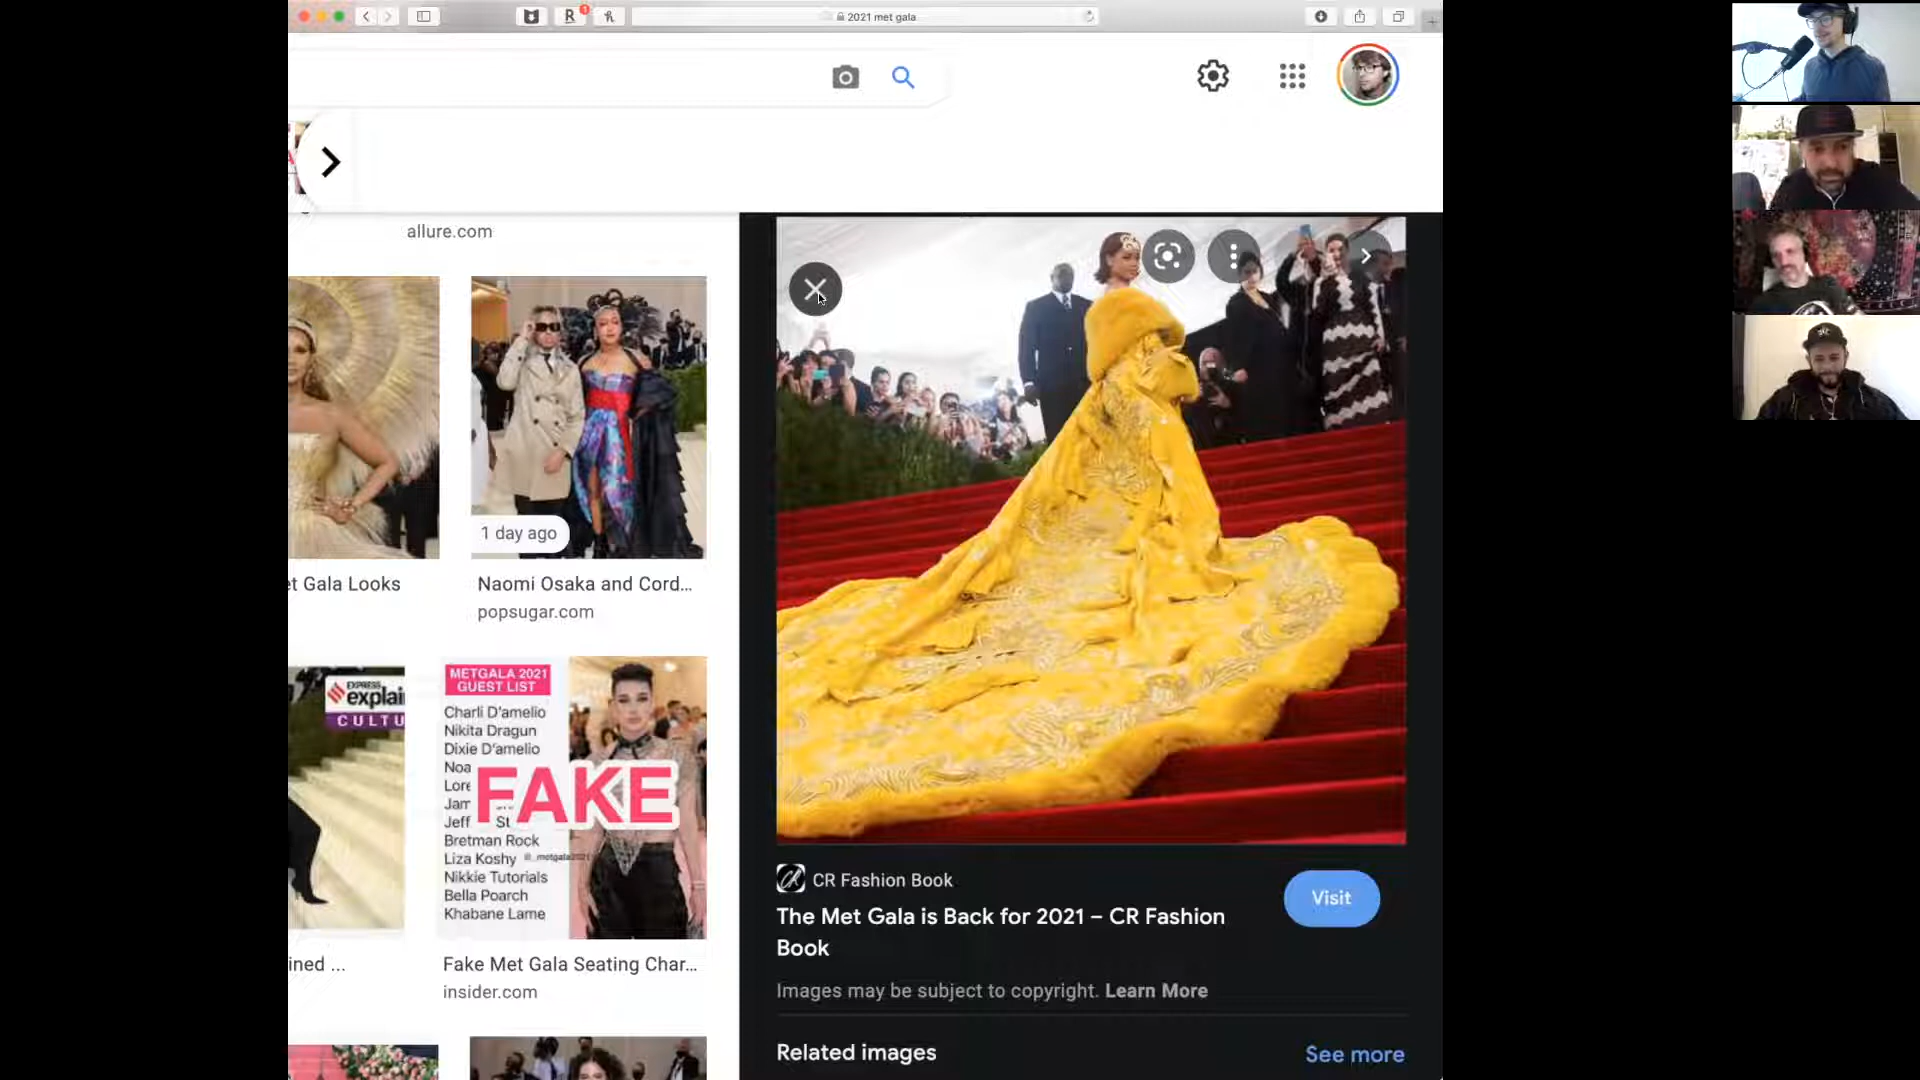 2021 met gala
allure.com
1 day ago
et Gala Looks
Naomi Osaka and Cord...
popsugar.com
EXPRESS
explai
CULTU
METGALA 2021
GUEST LIST
Charli D'amelio
Nikita Dragun
Dixie D'amelio
Noa
Lore
Jam
Jeff St
FAKE
Bretman Rock
Liza Koshy
@_metgala2021
Nikkie Tutorials
Bella Poarch
Khabane Lame
ined ...
Fake Met Gala Seating Char...
insider.com
CR Fashion Book
The Met Gala is Back for 2021 – CR Fashion
Book
Visit
Images may be subject to copyright. Learn More
Related images
See more